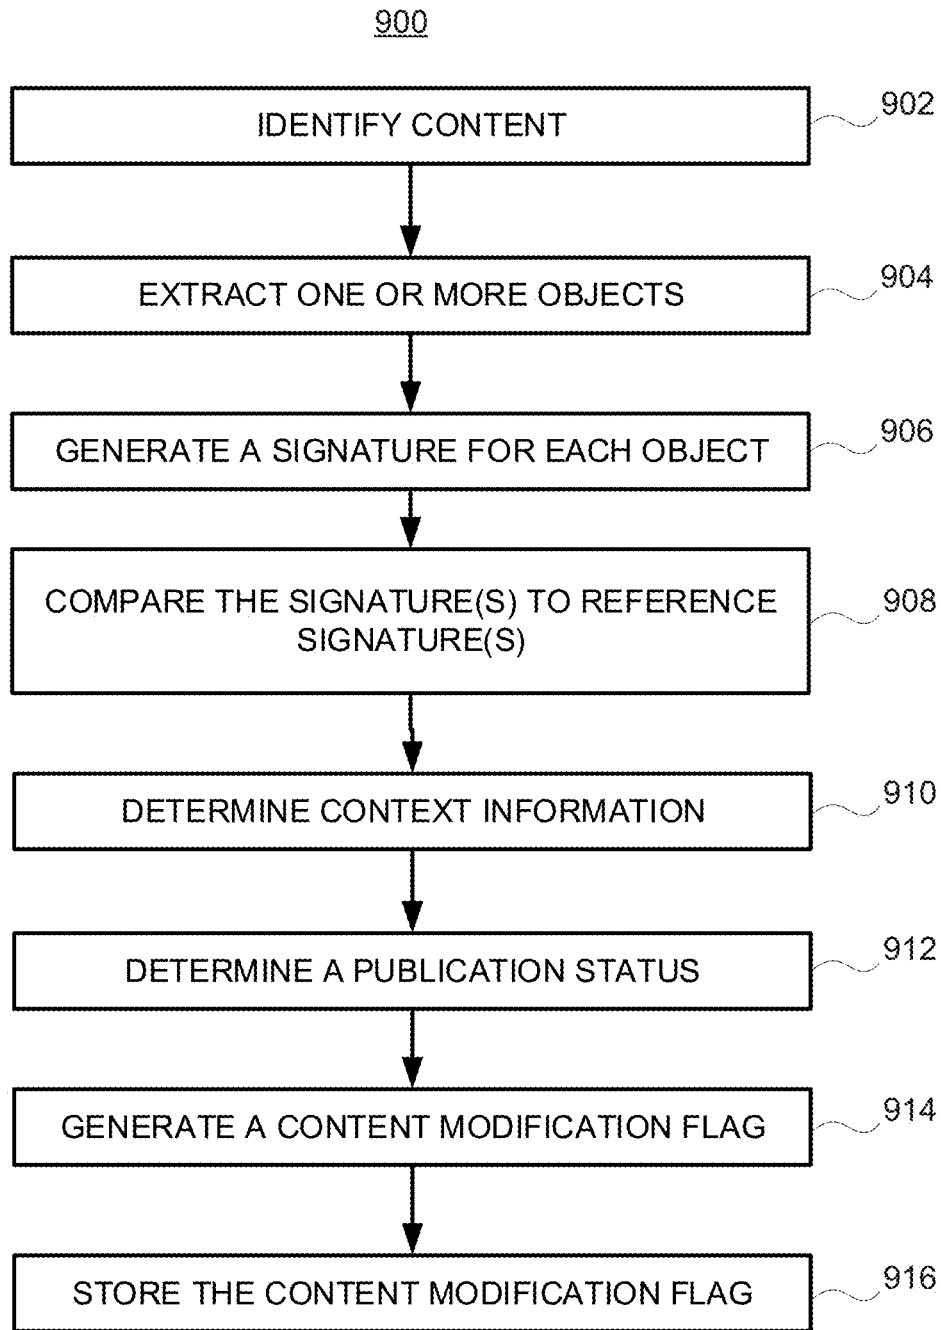 900
IDENTIFY CONTENT
902
EXTRACT ONE OR MORE OBJECTS
904
GENERATE A SIGNATURE FOR EACH OBJECT
906
COMPARE THE SIGNATURE(S) TO REFERENCE
SIGNATURE(S)
908
DETERMINE CONTEXT INFORMATION
910
DETERMINE A PUBLICATION STATUS
912
GENERATE A CONTENT MODIFICATION FLAG
914
STORE THE CONTENT MODIFICATION FLAG
916